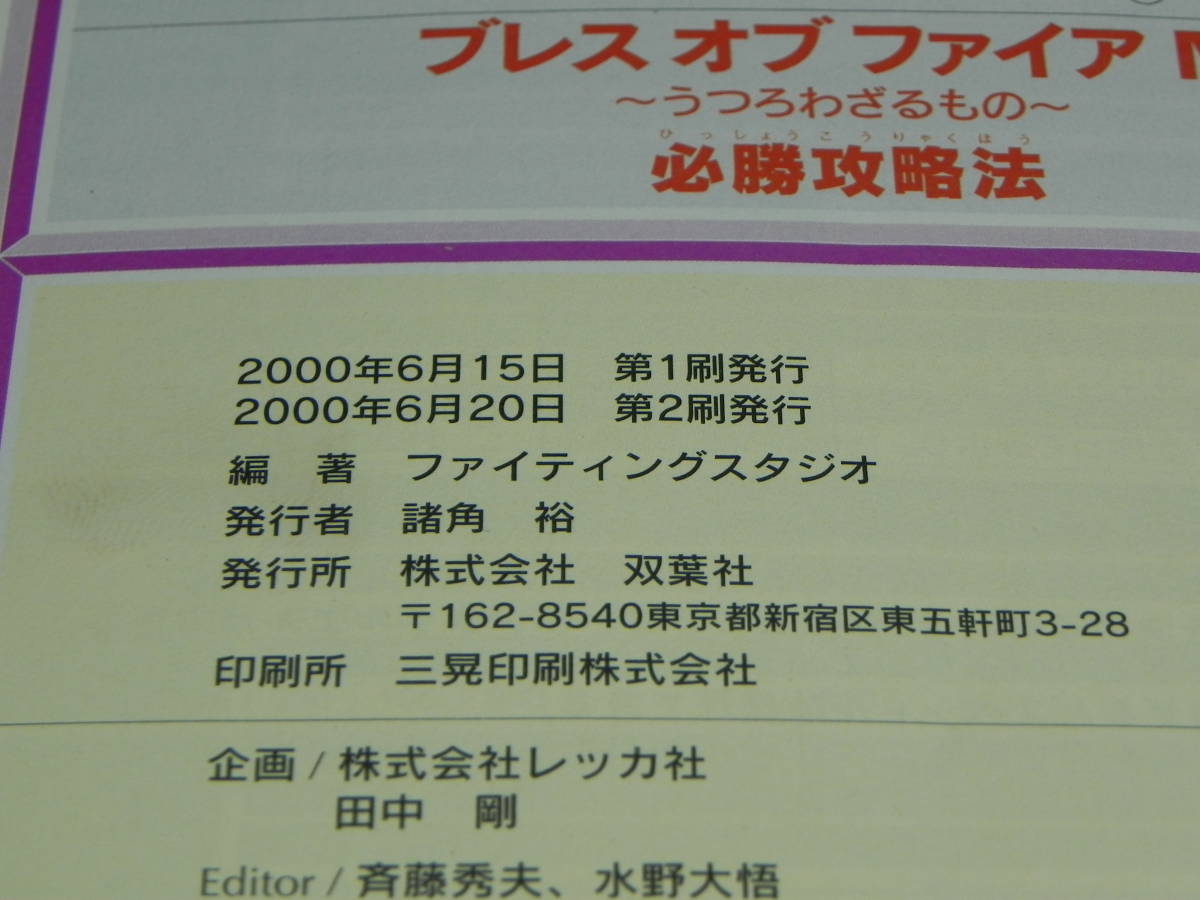 ブレス オブ ファイア
～うつろわざるもの～
ひっしょうこうりゃくほう
必勝攻略法
2000年6月15日　第1刷発行
2000年6月20日　第2刷発行
編　著　ファイティングスタジオ
発行者　諸角　裕
発行所　株式会社　双葉社
〒162-8540東京都新宿区東五軒町3-28
印刷所　三晃印刷株式会社
企画 / 株式会社レッカ社
田中　剛
Editor / 斉藤秀夫、水野大悟